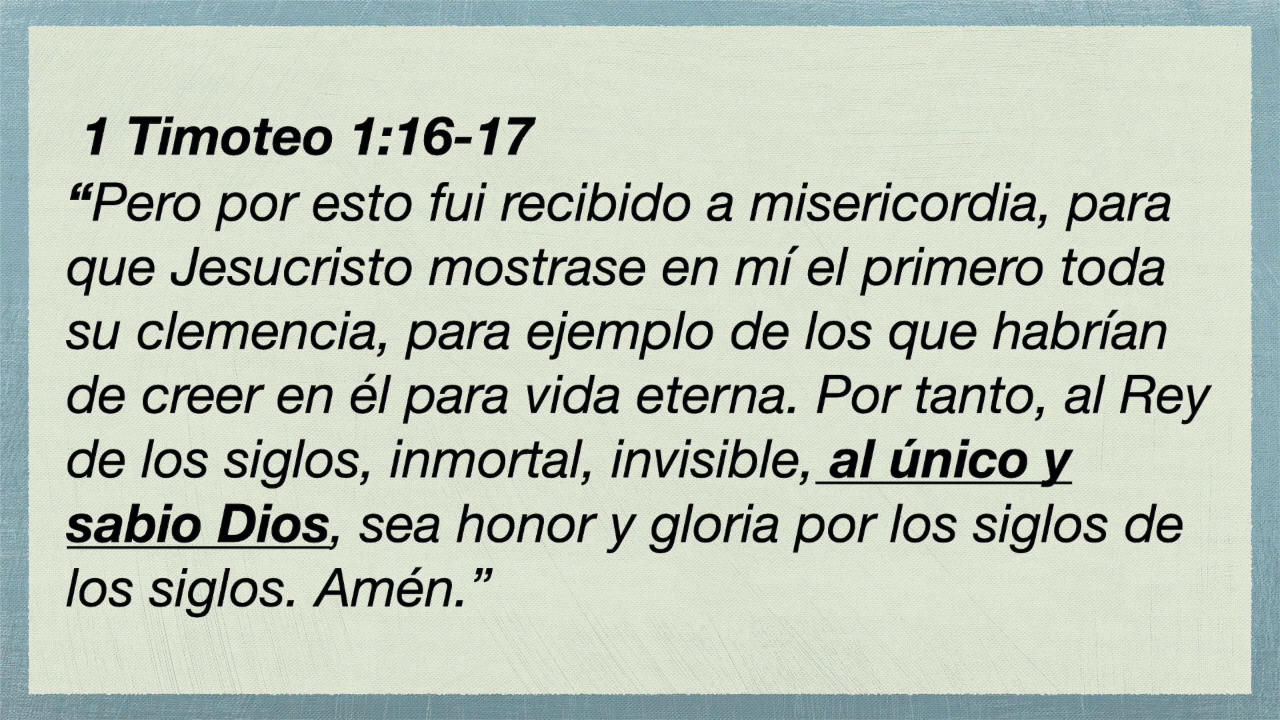 1 Timoteo 1:16-17
“Pero por esto fui recibido a misericordia, para
que Jesucristo mostrase en mí el primero toda
su clemencia, para ejemplo de los que habrían
de creer en él para vida eterna. Por tanto, al Rey
de los siglos, inmortal, invisible, al único y
sabio Dios, sea honor y gloria por los siglos de
los siglos. Amén.”